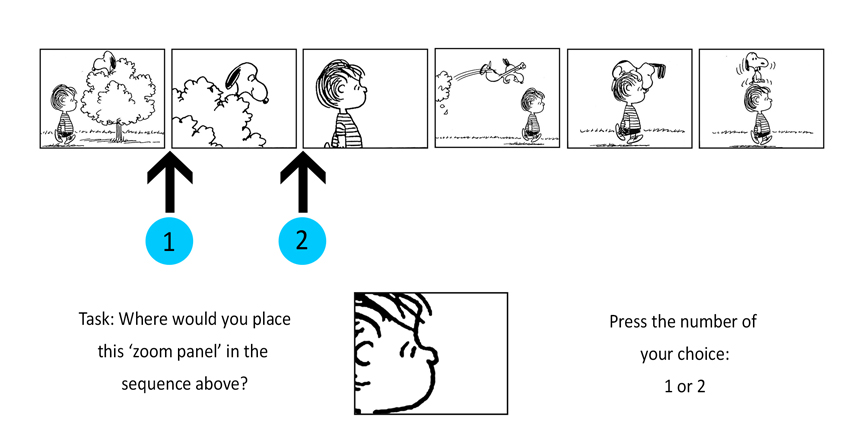 1
2
Task: Where would you place
this ‘zoom panel’ in the
sequence above?
Press the number of
your choice:
1 or 2